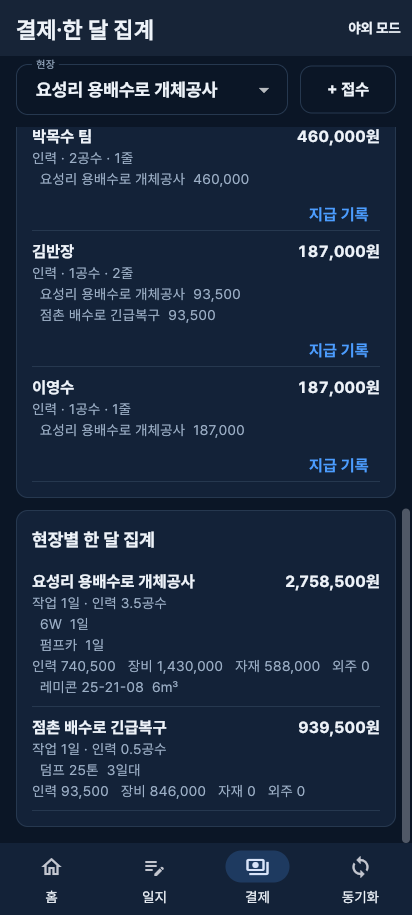 결제·한 달 집계
야외 모드
현장
요성리 용배수로 개체공사
+ 접수
박목수 팀 460,000원
인력 · 2공수 · 1줄
요성리 용배수로 개체공사 460,000
지급 기록
김반장 187,000원
인력 · 1공수 · 2줄
요성리 용배수로 개체공사 93,500
점촌 배수로 긴급복구 93,500
지급 기록
이영수 187,000원
인력 · 1공수 · 1줄
요성리 용배수로 개체공사 187,000
지급 기록
현장별 한 달 집계
요성리 용배수로 개체공사 2,758,500원
작업 1일 · 인력 3.5공수
6W 1일
펌프카 1일
인력 740,500 장비 1,430,000 자재 588,000 외주 0
레미콘 25-21-08 6m³
점촌 배수로 긴급복구 939,500원
작업 1일 · 인력 0.5공수
덤프 25톤 3일대
인력 93,500 장비 846,000 자재 0 외주 0
홈 일지 결제 동기화